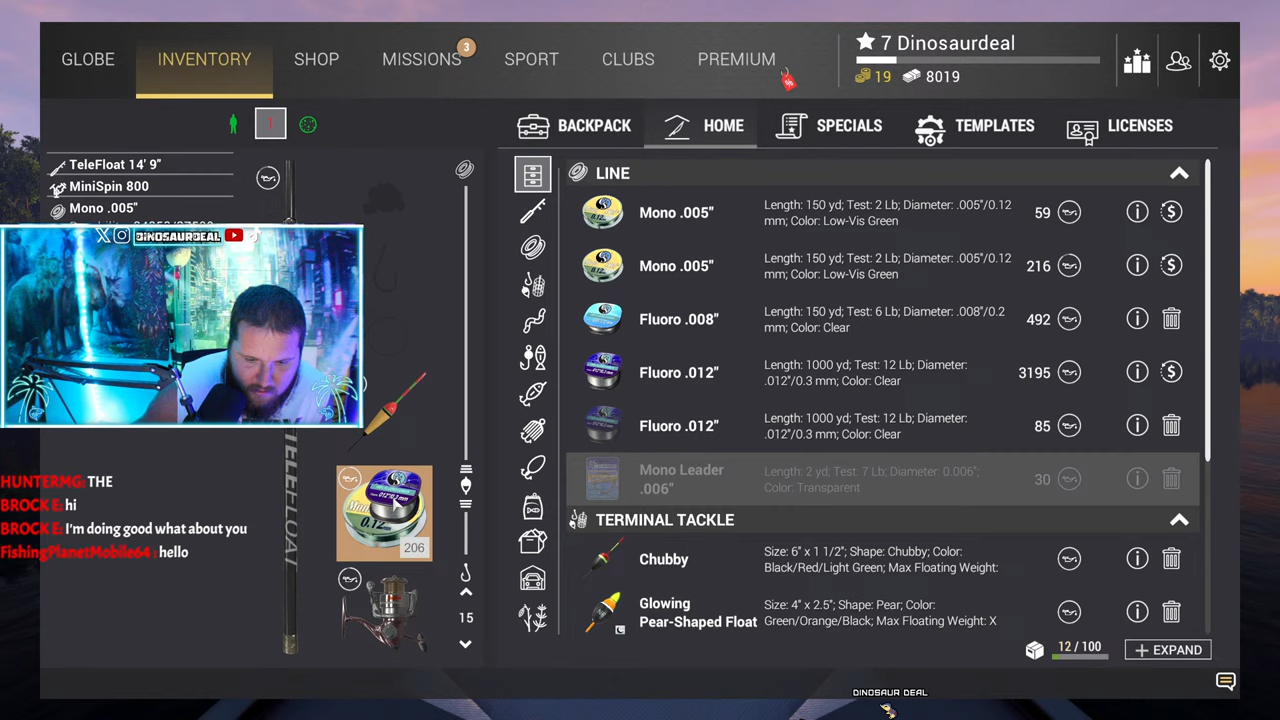 GLOBE
INVENTORY
SHOP
MISSIONS
3
SPORT
CLUBS
PREMIUM
%
7 Dinosaurdeal
19
8019
1
BACKPACK
HOME
SPECIALS
TEMPLATES
LICENSES
TeleFloat 14' 9"
MiniSpin 800
Mono .005"
DINOSAURDEAL
HUNTERMG: THE
BROCK E: hi
BROCK E: I'm doing good what about you
FishingPlanetMobile64 : hello
TELEFLOAT
206
15
LINE
Mono .005"
Length: 150 yd; Test: 2 Lb; Diameter: .005"/0.12
mm; Color: Low-Vis Green
59
Mono .005"
Length: 150 yd; Test: 2 Lb; Diameter: .005"/0.12
mm; Color: Low-Vis Green
216
Fluoro .008"
Length: 150 yd; Test: 6 Lb; Diameter: .008"/0.2
mm; Color: Clear
492
Fluoro .012"
Length: 1000 yd; Test: 12 Lb; Diameter:
.012"/0.3 mm; Color: Clear
3195
Fluoro .012"
Length: 1000 yd; Test: 12 Lb; Diameter:
.012"/0.3 mm; Color: Clear
85
Mono Leader
.006"
Length: 2 yd; Test: 7 Lb; Diameter: 0.006";
Color: Transparent
30
TERMINAL TACKLE
Chubby
Size: 6" x 1 1/2"; Shape: Chubby; Color:
Black/Red/Light Green; Max Floating Weight:
Glowing
Pear-Shaped Float
Size: 4" x 2.5"; Shape: Pear; Color:
Green/Orange/Black; Max Floating Weight: X
12 / 100
+ EXPAND
DINOSAUR DEAL